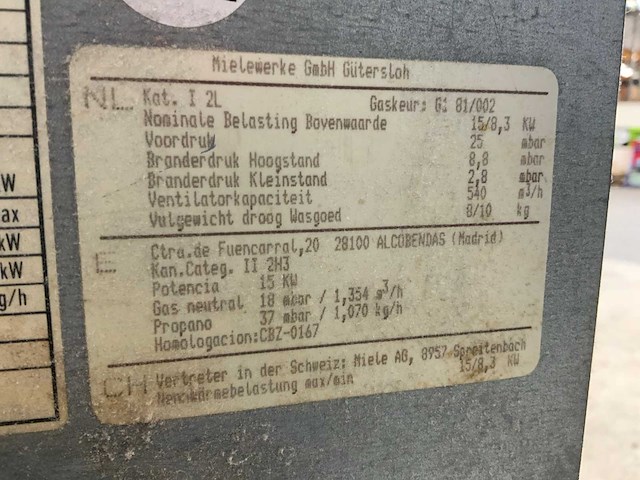 Mielewerke GmbH Gütersloh
NL Kat. I 2L Gaskeur: G1 81/002
Nominale Belasting Bovenwaarde 15/8,3 KW
Voordruk 25 mbar
Branderdruk Hoogstand 8,8 mbar
Branderdruk Kleinstand 2,8 mbar
Ventilatorkapaciteit 540 m³/h
Vulgewicht droog Wasgoed 8/10 kg
E Ctra.de Fuencarral,20 28100 ALCOBENDAS (Madrid)
Kan.Categ. II 2H3
Potencia 15 KW
Gas neutral 18 mbar / 1,354 m³/h
Propano 37 mbar / 1,070 kg/h
Homologacion:CBZ-0167
CH Vertreter in der Schweiz: Miele AG, 8957 Spreitenbach
Nennwärmebelastung max/min 15/8,3 KW
kW
max
kW
kW
kg/h